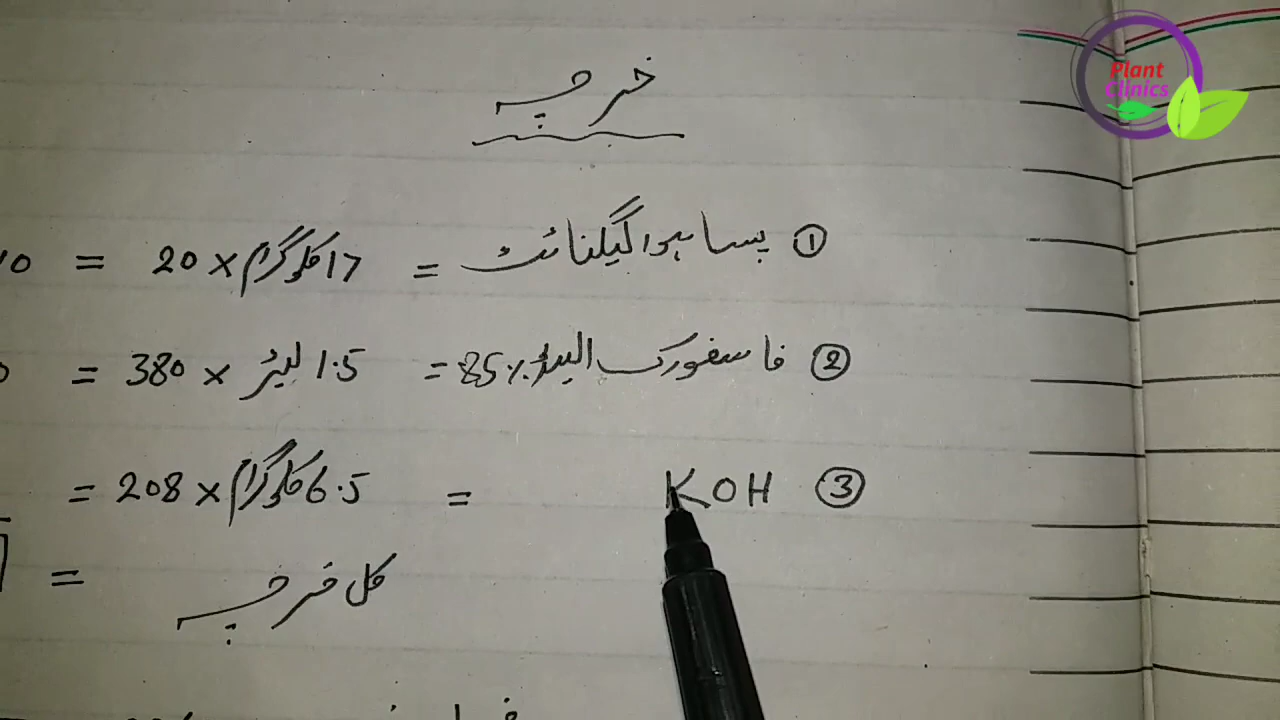 Plant
Clinics
خرچہ
① پسا ہوا گیلنائٹ = 17 کلوگرام × 20 =
② فاسفورک ایسڈ 85% = 1.5 لیٹر × 380 =
③ KOH = 6.5 کلوگرام × 208 =
کل خرچہ =